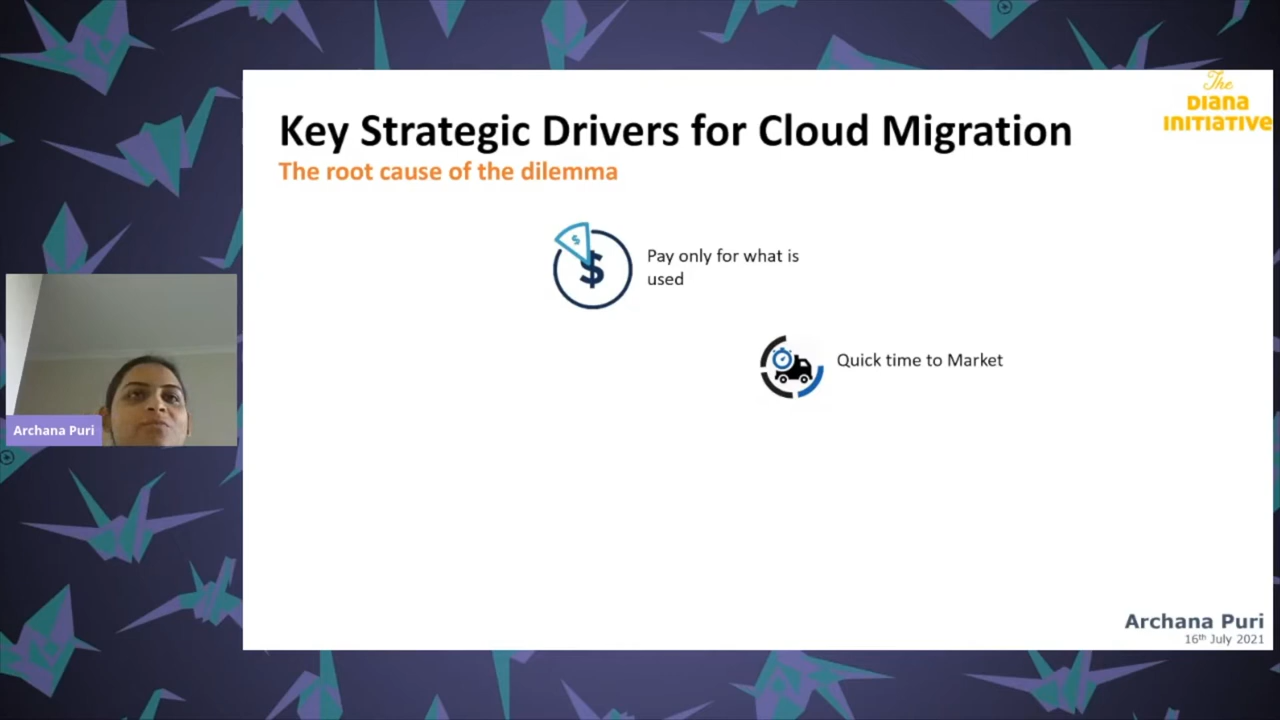 The
DIANA
INITIATIVE
Key Strategic Drivers for Cloud Migration
The root cause of the dilemma
$
$
Pay only for what is
used
Quick time to Market
Archana Puri
Archana Puri
16th July 2021